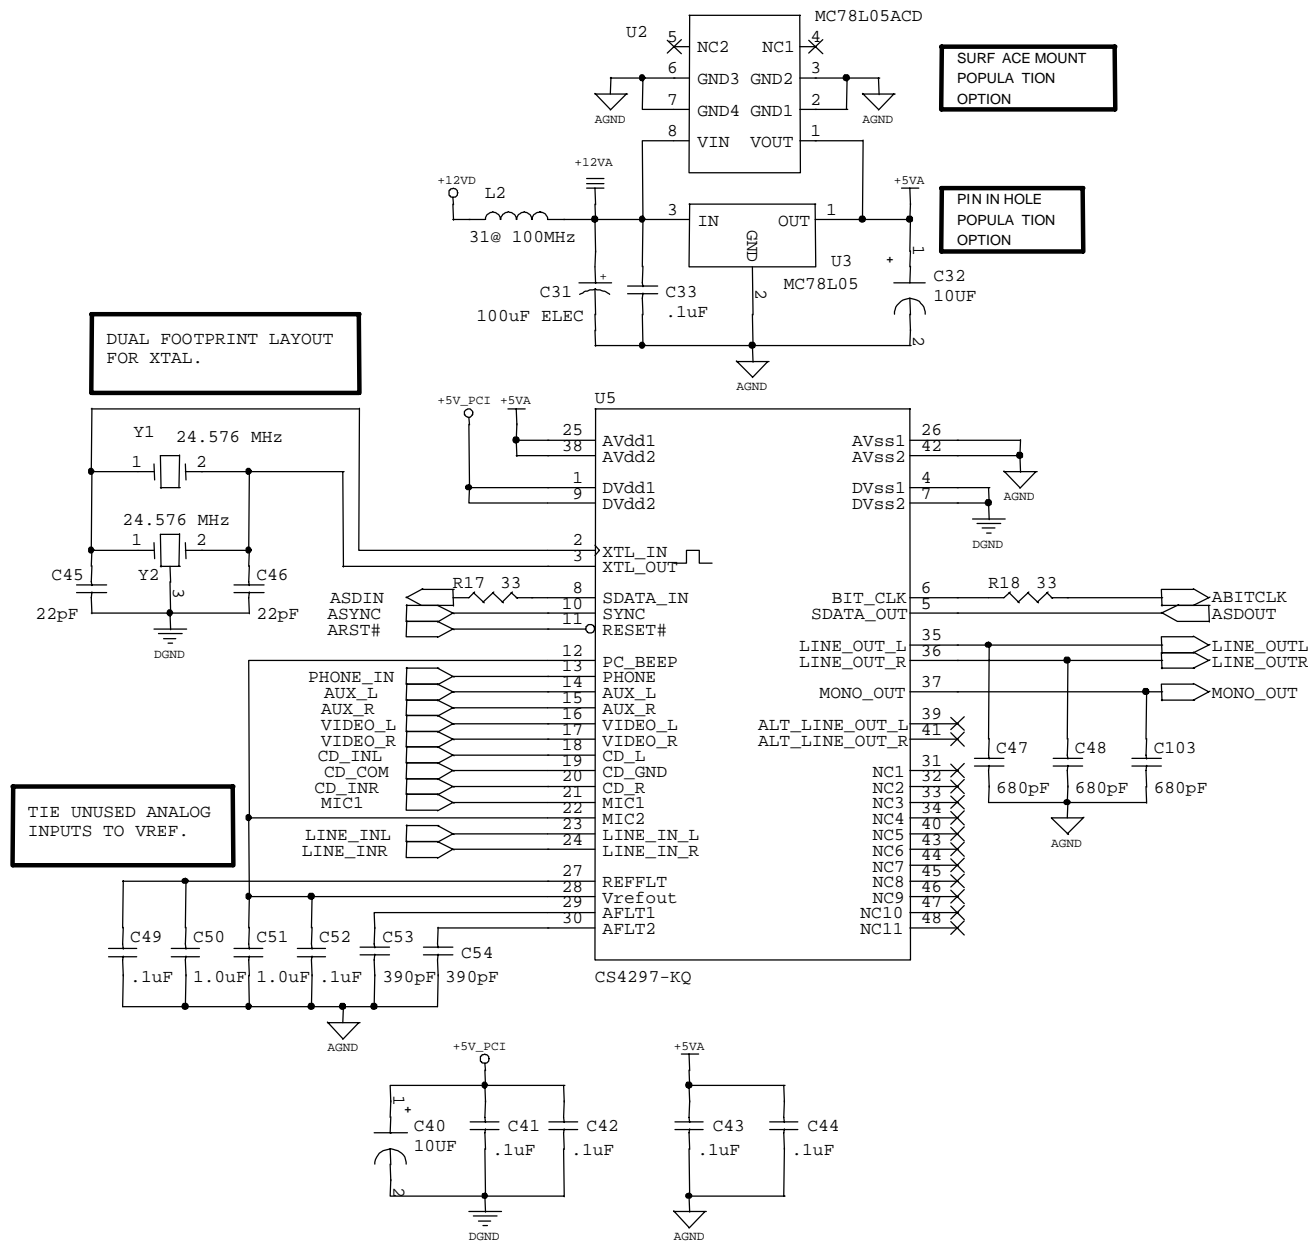 MC78L05ACD
U2
5 NC2 NC1 4
6 GND3 GND2 3
7 GND4 GND1 2
8 VIN VOUT 1
AGND
AGND
SURF ACE MOUNT
POPULA TION
OPTION
+12VD
L2
31@ 100MHz
+12VA
3 IN OUT 1
GND
2
U3
MC78L05
+5VA
PIN IN HOLE
POPULA TION
OPTION
C31
+
100uF ELEC
C33
.1uF
1
+
C32
10UF
2
AGND
DUAL FOOTPRINT LAYOUT
FOR XTAL.
Y1
24.576 MHz
1 2
24.576 MHz
1 2
Y2
3
C45
22pF
C46
22pF
DGND
+5V_PCI
+5VA
U5
25 AVdd1
38 AVdd2
1 DVdd1
9 DVdd2
2 XTL_IN
3 XTL_OUT
ASDIN R17 33 8 SDATA_IN
ASYNC 10 SYNC
ARST# 11 RESET#
12 PC_BEEP
PHONE_IN 13 PHONE
AUX_L 14 AUX_L
AUX_R 15 AUX_R
VIDEO_L 16 VIDEO_L
VIDEO_R 17 VIDEO_R
CD_INL 18 CD_L
CD_COM 19 CD_GND
CD_INR 20 CD_R
MIC1 21 MIC1
22 MIC2
LINE_INL 23 LINE_IN_L
LINE_INR 24 LINE_IN_R
27 REFFLT
28 Vrefout
29 AFLT1
30 AFLT2
CS4297-KQ
AVss1 26
AVss2 42
AGND
DVss1 4
DVss2 7
DGND
BIT_CLK 6 R18 33 ABITCLK
SDATA_OUT 5 ASDOUT
LINE_OUT_L 35 LINE_OUTL
LINE_OUT_R 36 LINE_OUTR
MONO_OUT 37 MONO_OUT
ALT_LINE_OUT_L 39
ALT_LINE_OUT_R 41
NC1 31
NC2 32
NC3 33
NC4 34
NC5 40
NC6 43
NC7 44
NC8 45
NC9 46
NC10 47
NC11 48
C47
680pF
C48
680pF
C103
680pF
AGND
TIE UNUSED ANALOG
INPUTS TO VREF.
C49
.1uF
C50
1.0uF
C51
1.0uF
C52
.1uF
C53
390pF
C54
390pF
AGND
+5V_PCI
1
+
C40
10UF
2
C41
.1uF
C42
.1uF
DGND
+5VA
C43
.1uF
C44
.1uF
AGND